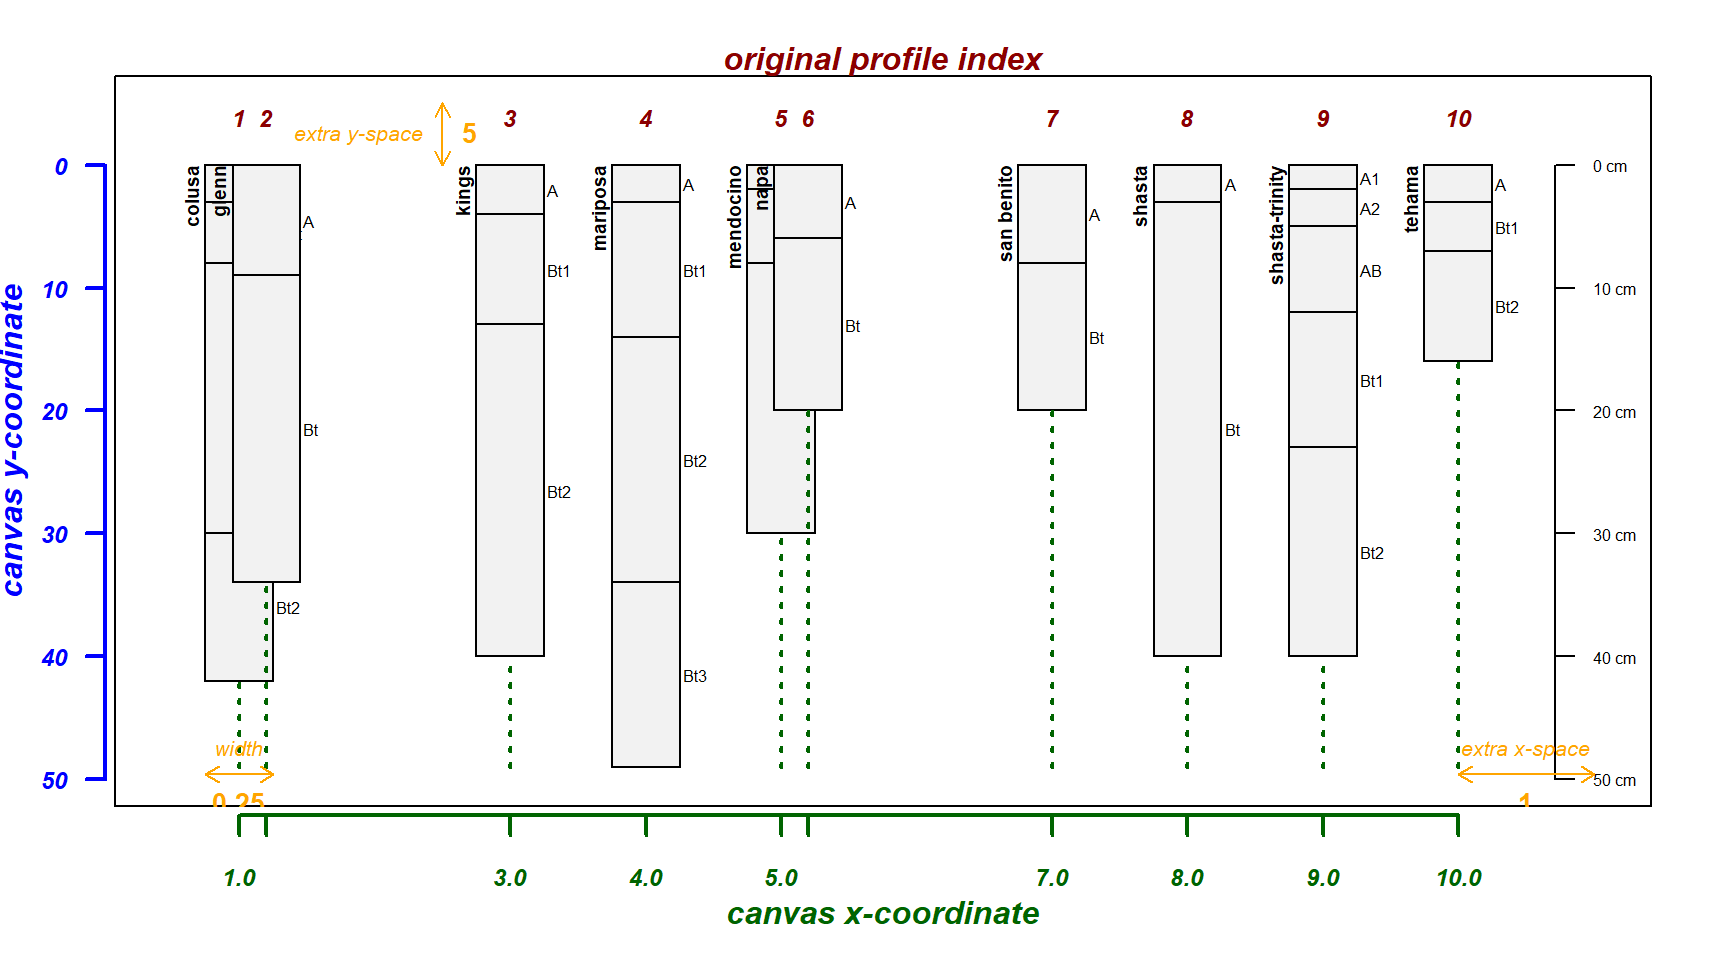 original profile index
1 2 3 4 5 6 7 8 9 10
extra y-space 5
canvas y-coordinate
0
10
20
30
40
50
colusa
Bt2
glenn
A
Bt
kings
A
Bt1
Bt2
mariposa
A
Bt1
Bt2
Bt3
mendocino
napa
A
Bt
san benito
A
Bt
shasta
A
Bt
shasta-trinity
A1
A2
AB
Bt1
Bt2
tehama
A
Bt1
Bt2
0 cm
10 cm
20 cm
30 cm
40 cm
50 cm
width
0.25
extra x-space
1
1.0 3.0 4.0 5.0 7.0 8.0 9.0 10.0
canvas x-coordinate